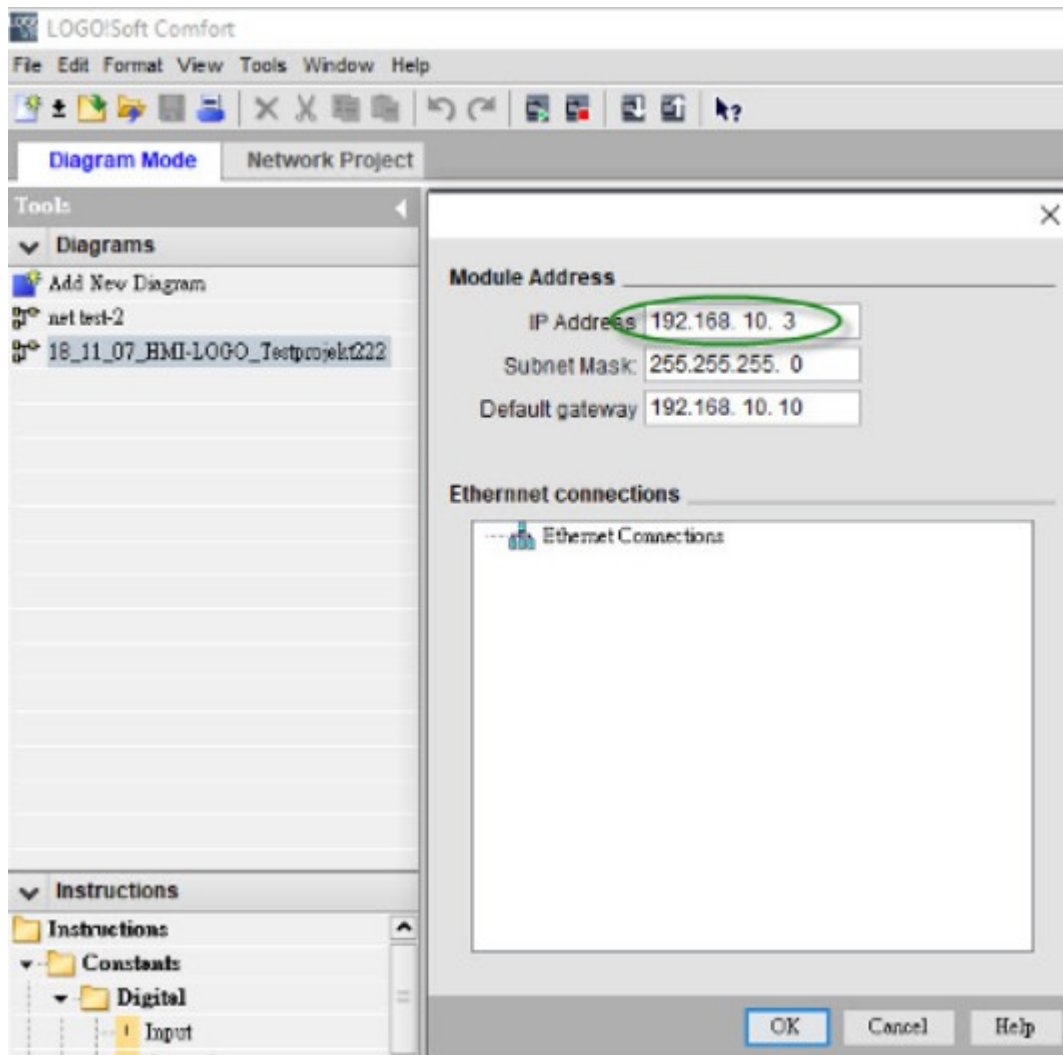 LOGO!Soft Comfort
File Edit Format View Tools Window Help
Diagram Mode
Network Project
Tools
Diagrams
Add New Diagram
net test-2
18_11_07_HMI-LOGO_Testprojekt222
Instructions
Instructions
Constants
Digital
Input
Module Address
IP Address 192.168. 10. 3
Subnet Mask: 255.255.255. 0
Default gateway 192.168. 10. 10
Ethernnet connections
Ethernet Connections
OK Cancel Help